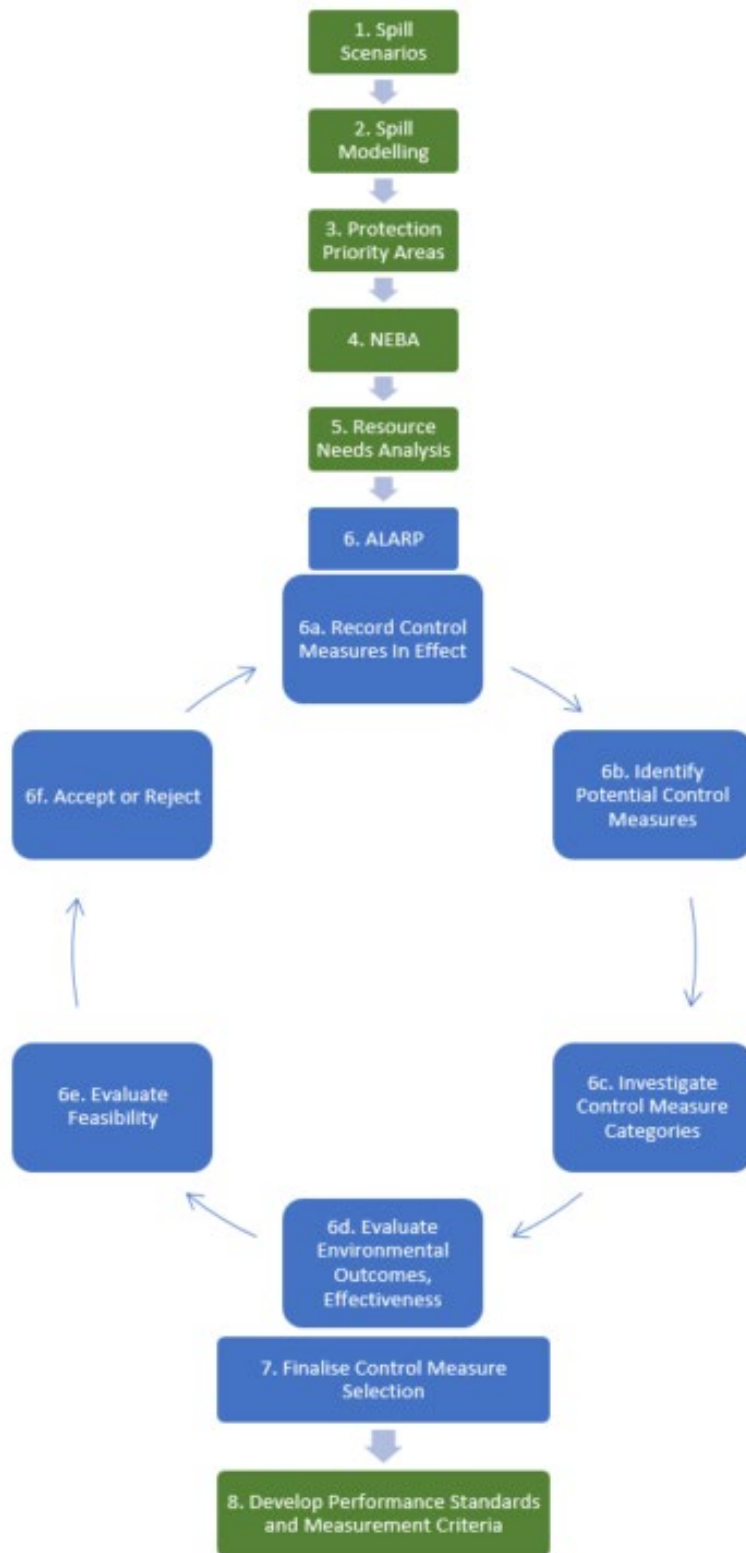 1. Spill
Scenarios
2. Spill
Modelling
3. Protection
Priority Areas
4. NEBA
5. Resource
Needs Analysis
6. ALARP
6a. Record Control
Measures In Effect
6b. Identify
Potential Control
Measures
6c. Investigate
Control Measure
Categories
6d. Evaluate
Environmental
Outcomes,
Effectiveness
6e. Evaluate
Feasibility
6f. Accept or Reject
7. Finalise Control Measure
Selection
8. Develop Performance Standards
and Measurement Criteria